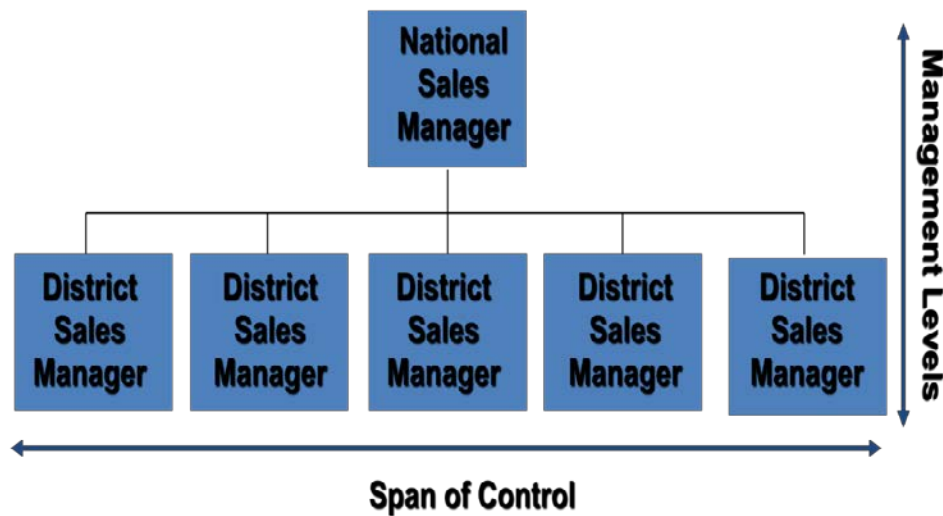 National
Sales
Manager
Management Levels
District
Sales
Manager
District
Sales
Manager
District
Sales
Manager
District
Sales
Manager
District
Sales
Manager
Span of Control